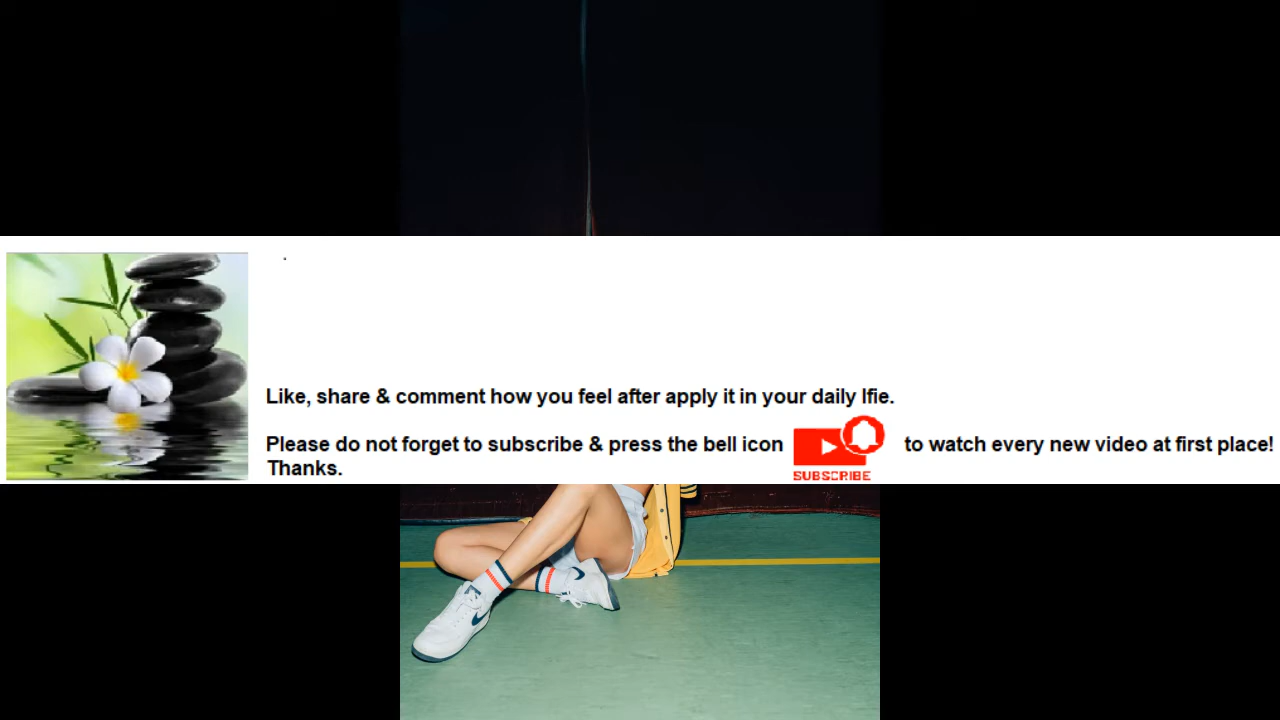 Like, share & comment how you feel after apply it in your daily lfie.
Please do not forget to subscribe & press the bell icon SUBSCRIBE to watch every new video at first place!
Thanks.